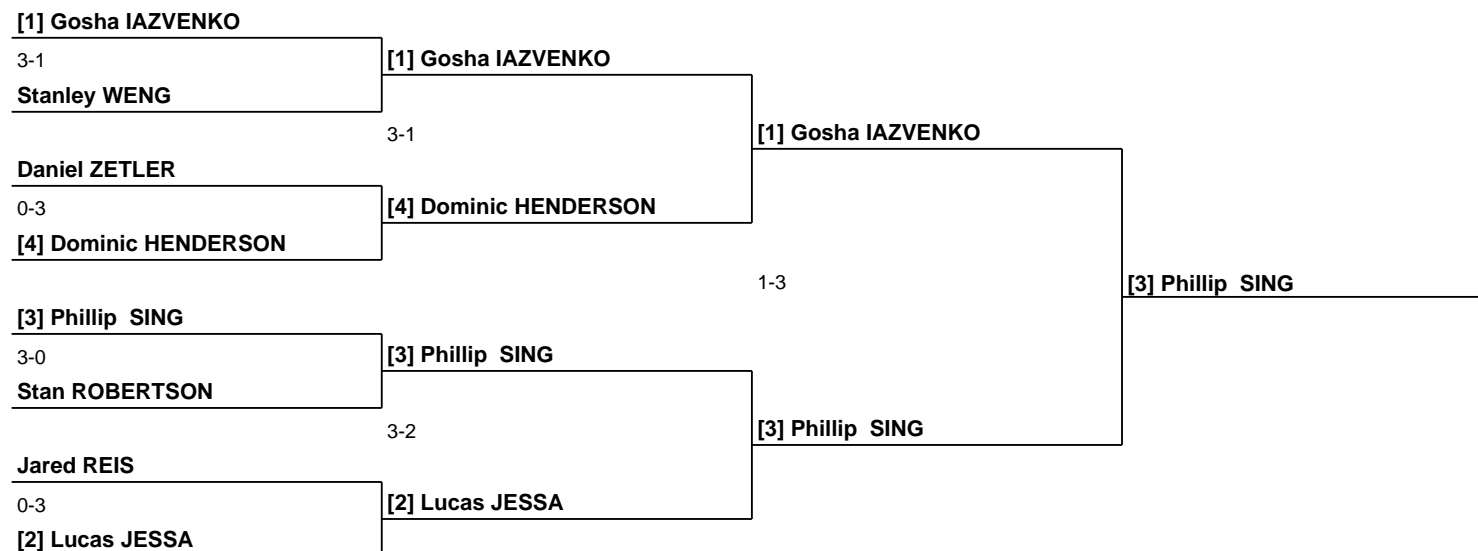 [1] Gosha IAZVENKO
3-1
[1] Gosha IAZVENKO
Stanley WENG
3-1
[1] Gosha IAZVENKO
Daniel ZETLER
0-3
[4] Dominic HENDERSON
[4] Dominic HENDERSON
1-3
[3] Phillip  SING
[3] Phillip  SING
3-0
[3] Phillip  SING
Stan ROBERTSON
3-2
[3] Phillip  SING
Jared REIS
0-3
[2] Lucas JESSA
[2] Lucas JESSA